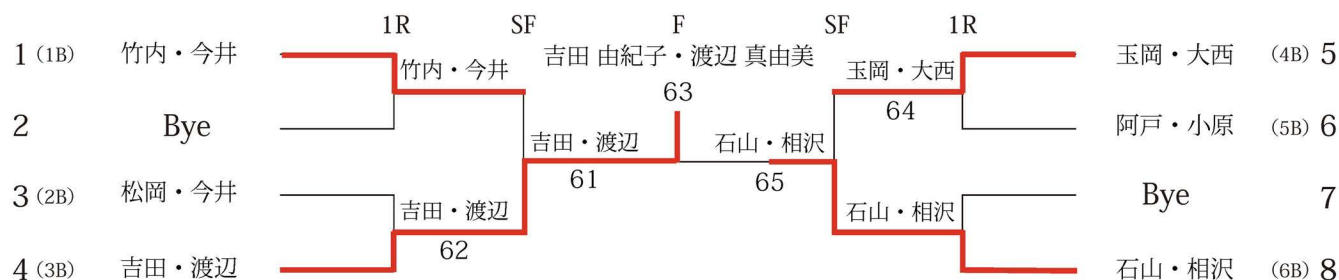 1R SF F SF 1R
1 (1B) 竹内・今井 吉田 由紀子・渡辺 真由美 玉岡・大西 (4B) 5
竹内・今井 63 玉岡・大西
64
2 Bye 阿戸・小原 (5B) 6
吉田・渡辺 石山・相沢
61 65
3 (2B) 松岡・今井 Bye 7
吉田・渡辺 石山・相沢
62
4 (3B) 吉田・渡辺 石山・相沢 (6B) 8